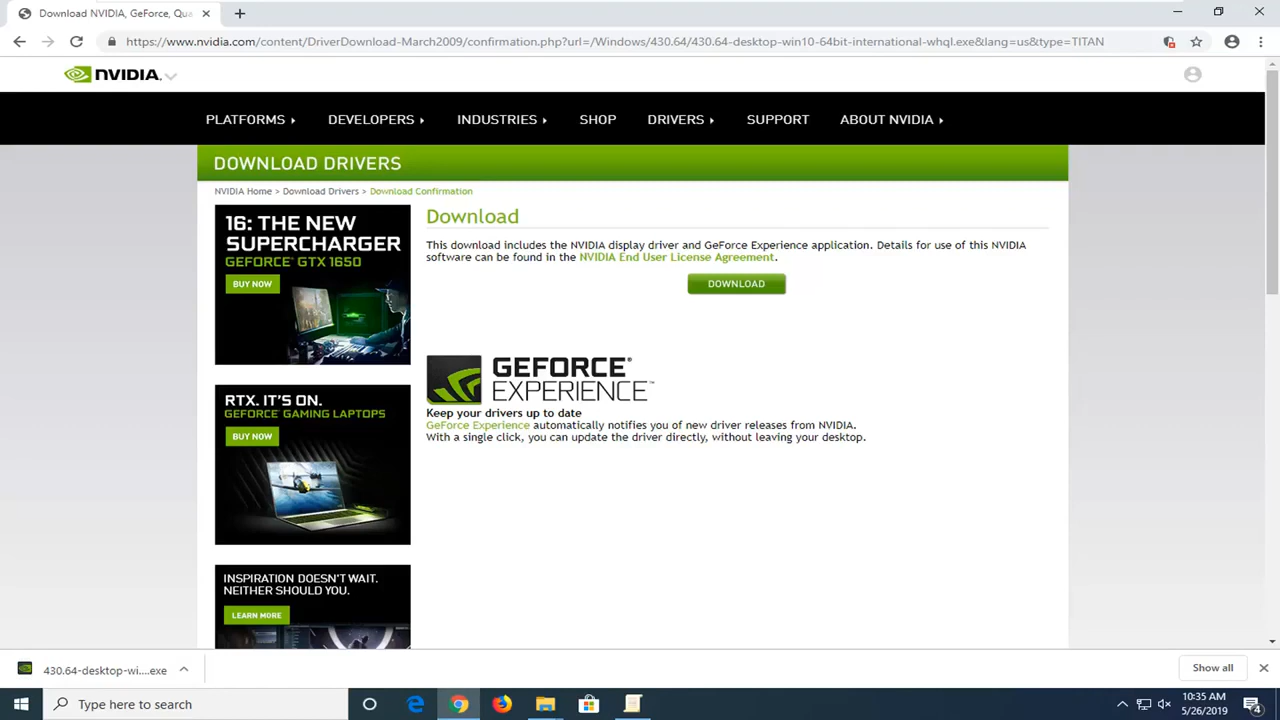 Download NVIDIA, GeForce, Qua
https://www.nvidia.com/content/DriverDownload-March2009/confirmation.php?url=/Windows/430.64/430.64-desktop-win10-64bit-international-whql.exe&lang=us&type=TITAN
NVIDIA.
PLATFORMS DEVELOPERS INDUSTRIES SHOP DRIVERS SUPPORT ABOUT NVIDIA
DOWNLOAD DRIVERS
NVIDIA Home > Download Drivers > Download Confirmation
16: THE NEW
SUPERCHARGER
GEFORCE® GTX 1650
BUY NOW
RTX. IT'S ON.
GEFORCE® GAMING LAPTOPS
BUY NOW
INSPIRATION DOESN'T WAIT.
NEITHER SHOULD YOU.
LEARN MORE
Download
This download includes the NVIDIA display driver and GeForce Experience application. Details for use of this NVIDIA
software can be found in the NVIDIA End User License Agreement.
DOWNLOAD
GEFORCE®
EXPERIENCE™
Keep your drivers up to date
GeForce Experience automatically notifies you of new driver releases from NVIDIA.
With a single click, you can update the driver directly, without leaving your desktop.
430.64-desktop-wi....exe
Show all
Type here to search
10:35 AM
5/26/2019
4